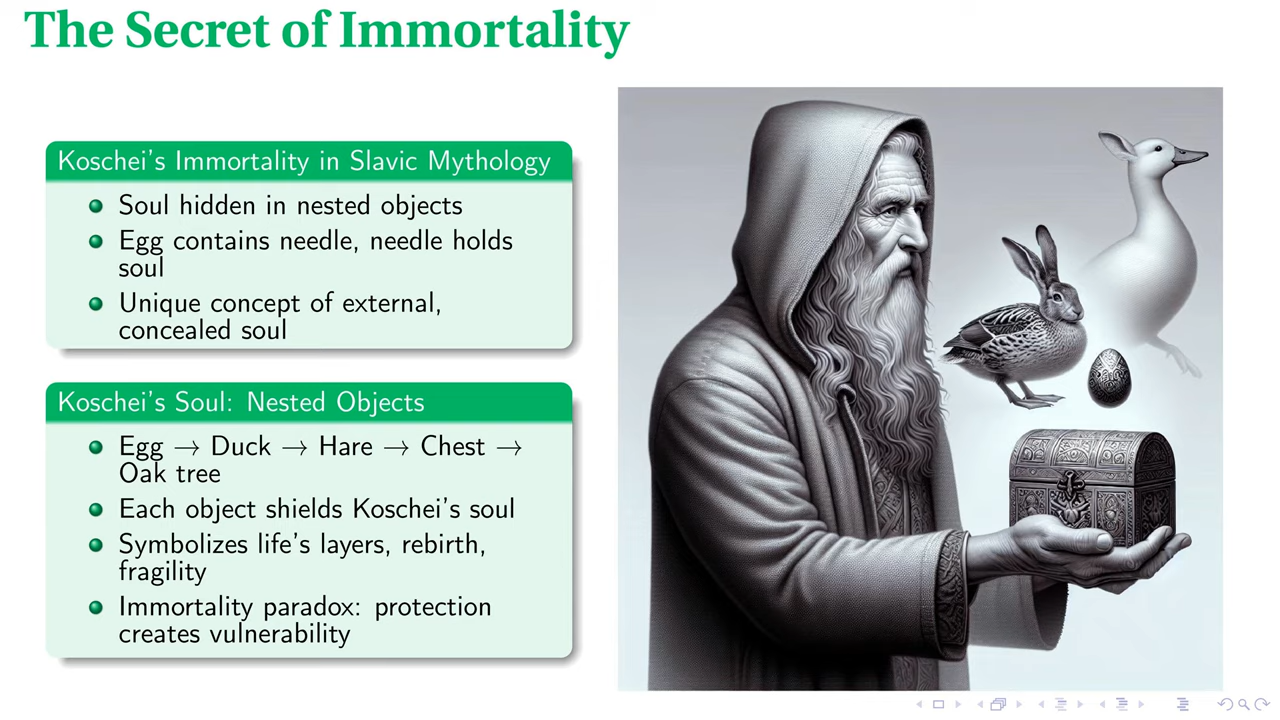 The Secret of Immortality
Koschei's Immortality in Slavic Mythology
Soul hidden in nested objects
Egg contains needle, needle holds
soul
Unique concept of external,
concealed soul
Koschei's Soul: Nested Objects
Egg → Duck → Hare → Chest →
Oak tree
Each object shields Koschei's soul
Symbolizes life's layers, rebirth,
fragility
Immortality paradox: protection
creates vulnerability